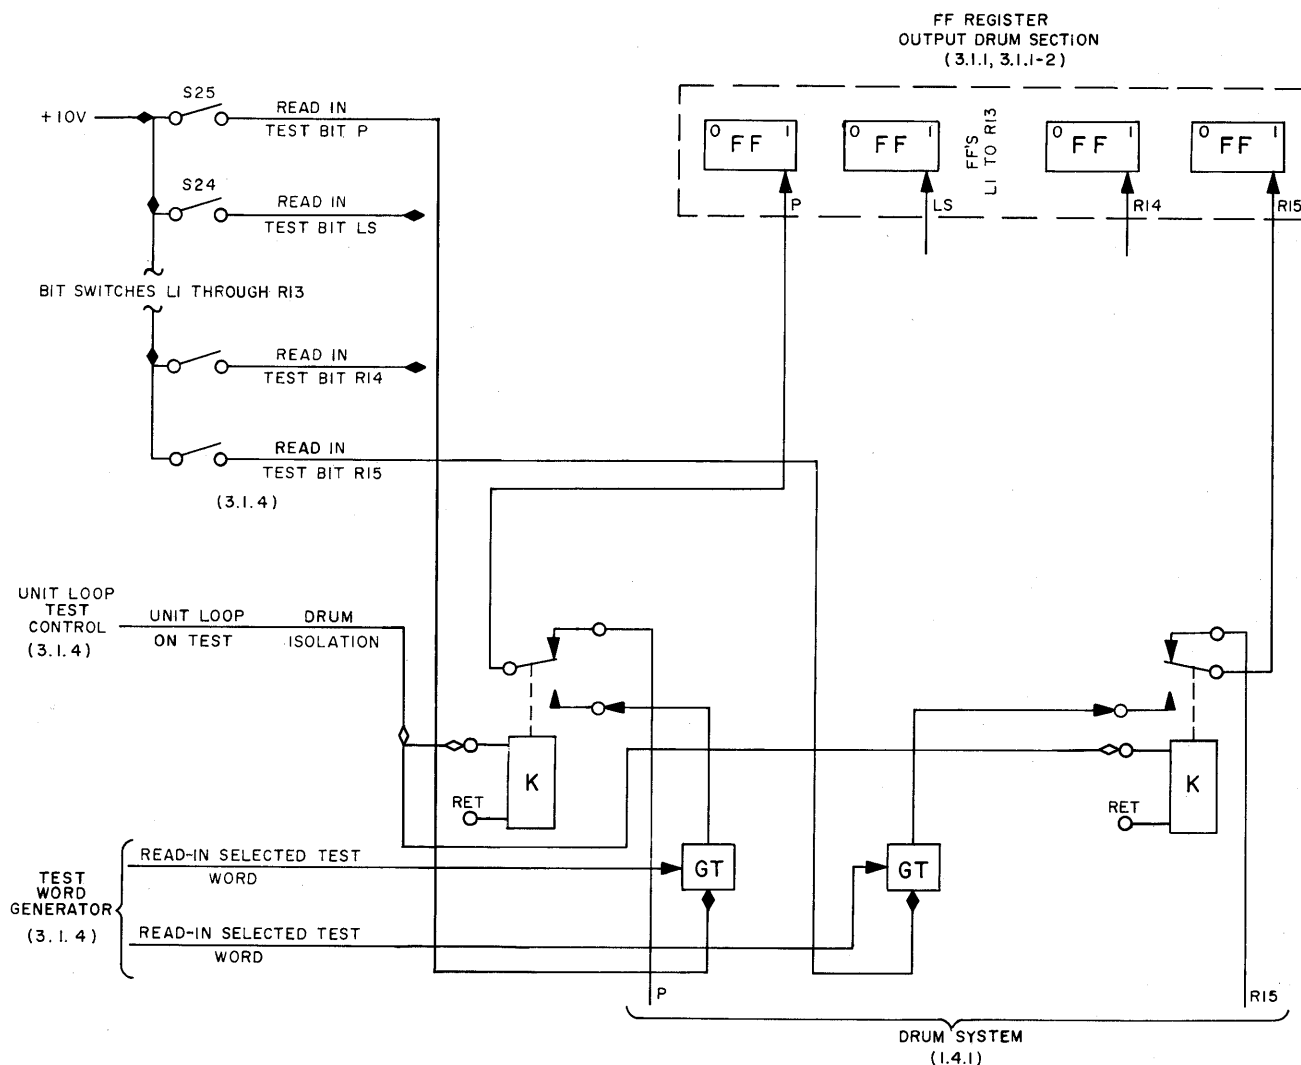 FF REGISTER
OUTPUT DRUM SECTION
(3.1.1, 3.1.1-2)
+10V
S25
READ IN
TEST BIT P
S24
READ IN
TEST BIT LS
BIT SWITCHES L1 THROUGH R13
READ IN
TEST BIT R14
READ IN
TEST BIT R15
(3.1.4)
0 1
FF
P
0 1
FF
LS
FF'S
L1 TO R13
0 1
FF
R14
0 1
FF
R15
UNIT LOOP
TEST
CONTROL
(3.1.4)
UNIT LOOP
ON TEST
DRUM
ISOLATION
K
RET
K
RET
TEST
WORD
GENERATOR
(3.1.4)
READ-IN SELECTED TEST
WORD
READ-IN SELECTED TEST
WORD
GT
GT
P
R15
DRUM SYSTEM
(1.4.1)